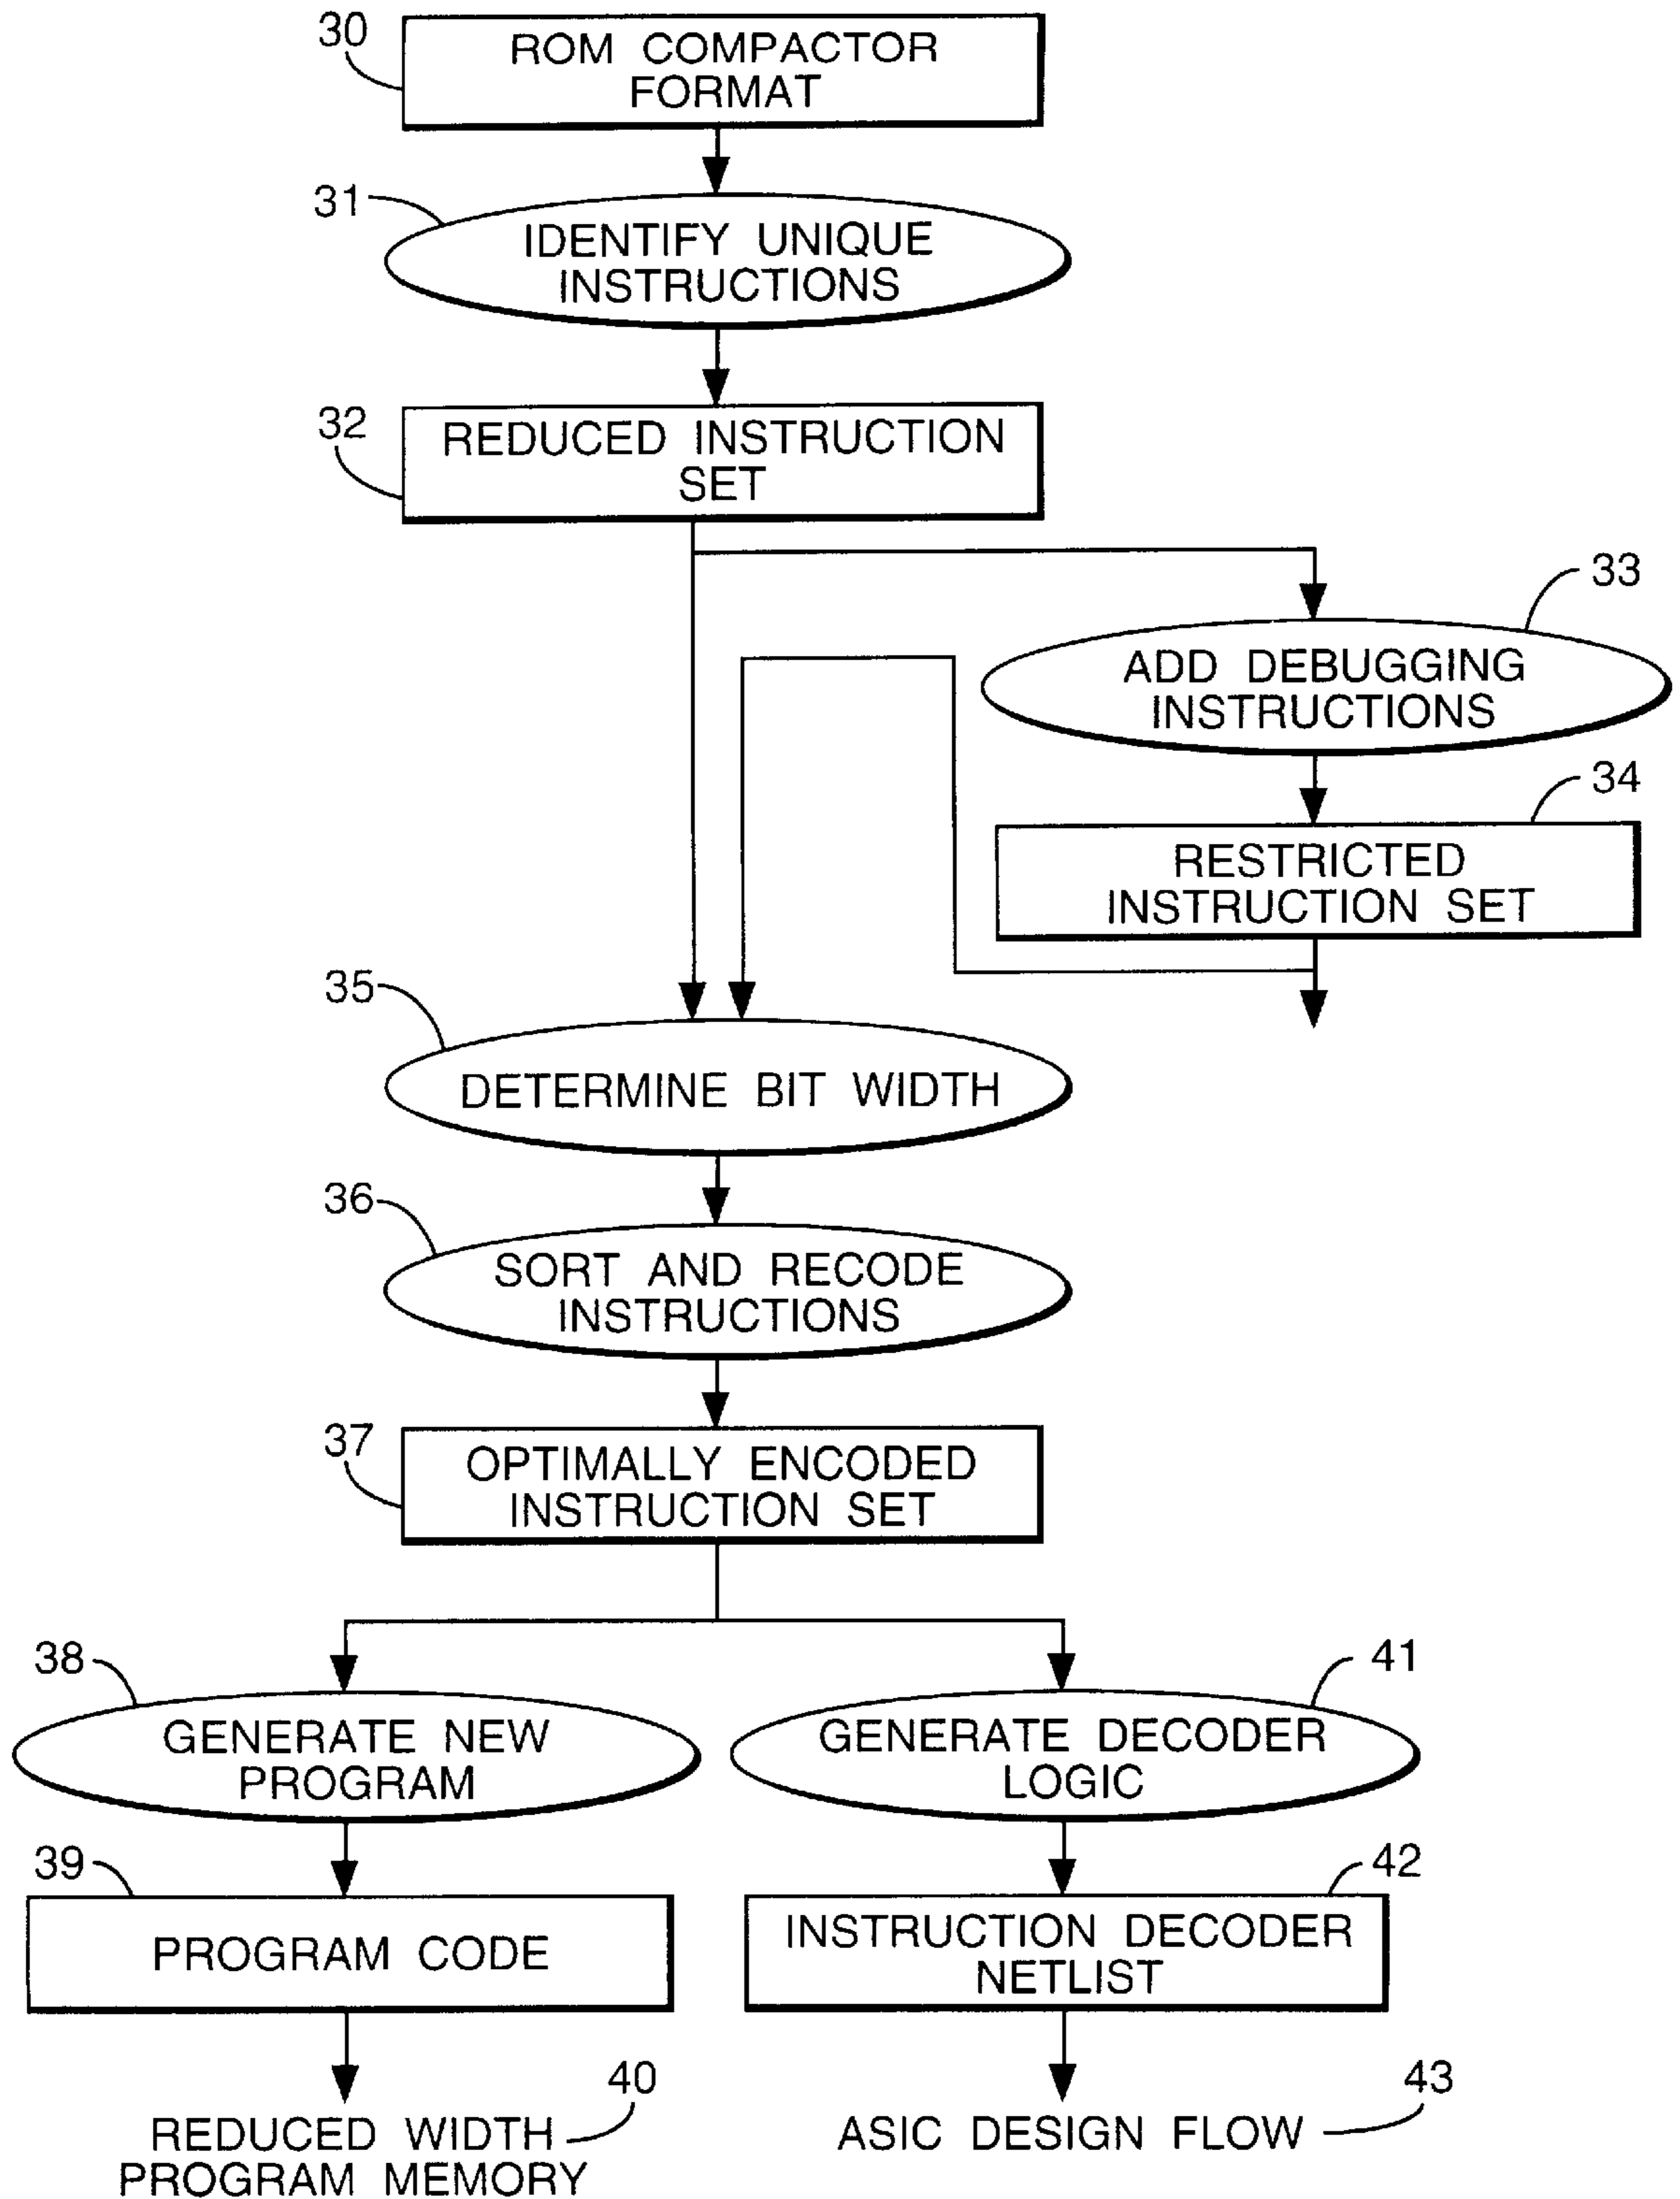 30
ROM COMPACTOR
FORMAT
31
IDENTIFY UNIQUE
INSTRUCTIONS
32
REDUCED INSTRUCTION
SET
33
ADD DEBUGGING
INSTRUCTIONS
34
RESTRICTED
INSTRUCTION SET
35
DETERMINE BIT WIDTH
36
SORT AND RECODE
INSTRUCTIONS
37
OPTIMALLY ENCODED
INSTRUCTION SET
38
GENERATE NEW
PROGRAM
41
GENERATE DECODER
LOGIC
39
PROGRAM CODE
42
INSTRUCTION DECODER
NETLIST
40
REDUCED WIDTH
PROGRAM MEMORY
43
ASIC DESIGN FLOW